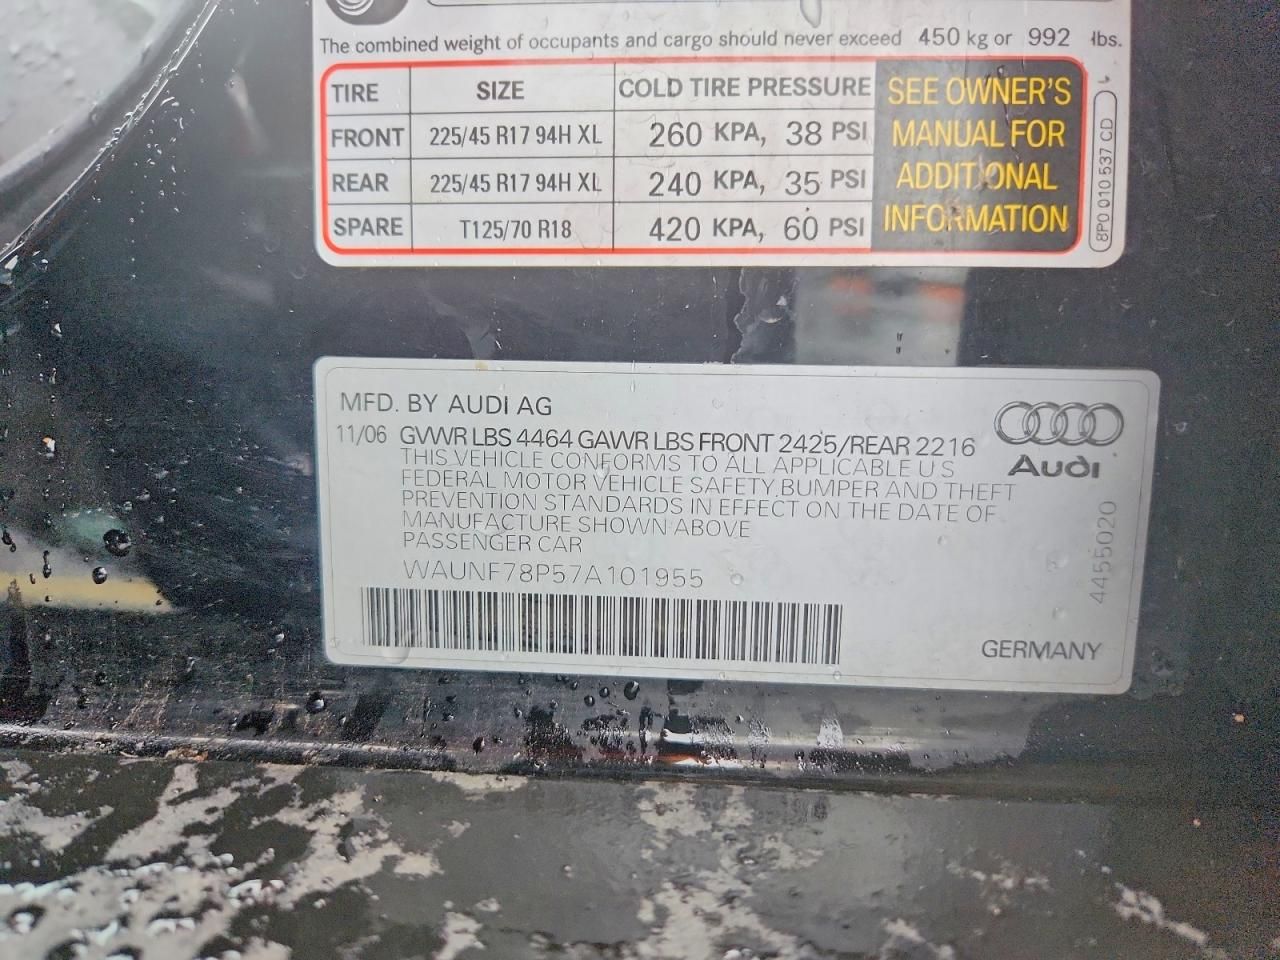 The combined weight of occupants and cargo should never exceed 450 kg or 992 lbs.
TIRE SIZE COLD TIRE PRESSURE
FRONT 225/45 R17 94H XL 260 KPA, 38 PSI
REAR 225/45 R17 94H XL 240 KPA, 35 PSI
SPARE T125/70 R18 420 KPA, 60 PSI
SEE OWNER'S
MANUAL FOR
ADDITIONAL
INFORMATION
8P0 010 537 CD
MFD. BY AUDI AG
11/06 GVWR LBS 4464 GAWR LBS FRONT 2425/REAR 2216
THIS VEHICLE CONFORMS TO ALL APPLICABLE U S
FEDERAL MOTOR VEHICLE SAFETY, BUMPER AND THEFT
PREVENTION STANDARDS IN EFFECT ON THE DATE OF
MANUFACTURE SHOWN ABOVE
PASSENGER CAR
WAUNF78P57A101955
Audi
4455020
GERMANY